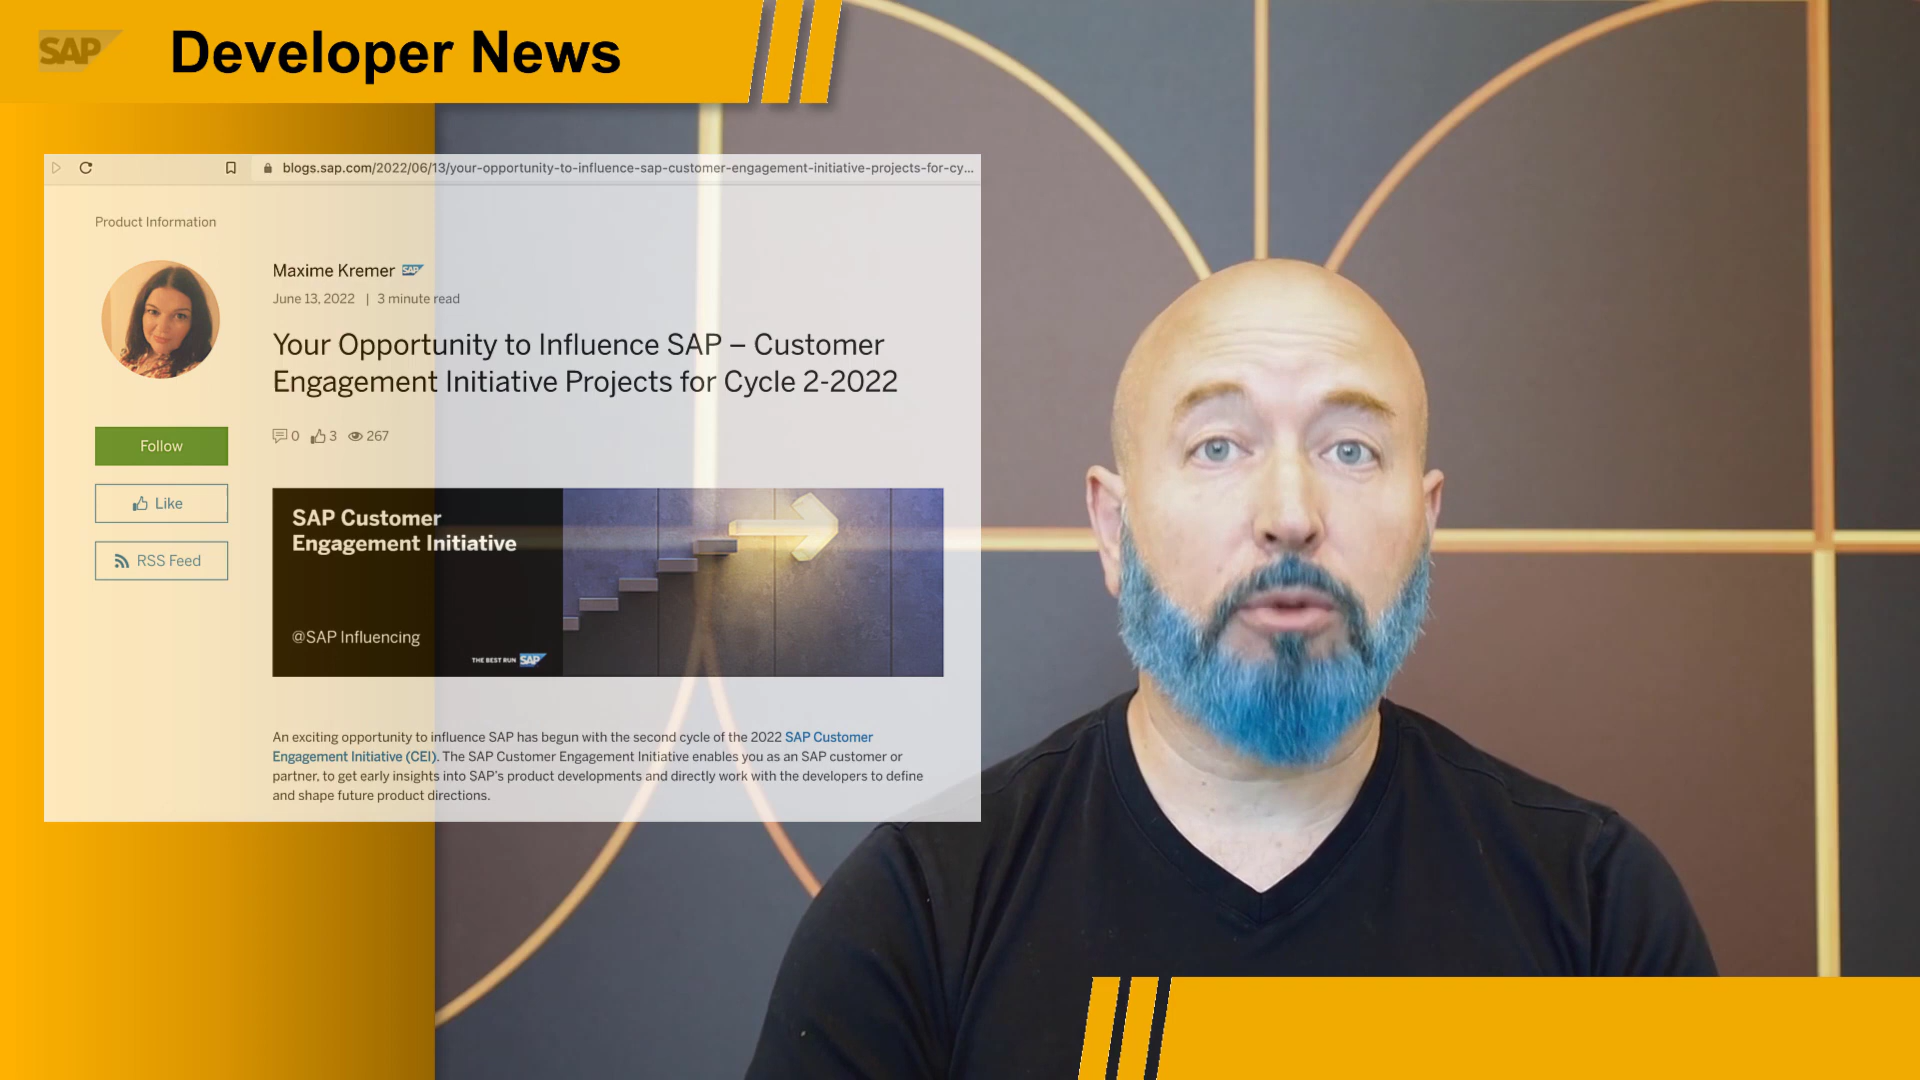 SAP Developer News
blogs.sap.com/2022/06/13/your-opportunity-to-influence-sap-customer-engagement-initiative-projects-for-cy...
Product Information
Maxime Kremer SAP
June 13, 2022 | 3 minute read
Your Opportunity to Influence SAP – Customer
Engagement Initiative Projects for Cycle 2-2022
0 3 267
Follow
Like
RSS Feed
SAP Customer
Engagement Initiative
@SAP Influencing
THE BEST RUN SAP
An exciting opportunity to influence SAP has begun with the second cycle of the 2022 SAP Customer
Engagement Initiative (CEI). The SAP Customer Engagement Initiative enables you as an SAP customer or
partner, to get early insights into SAP's product developments and directly work with the developers to define
and shape future product directions.